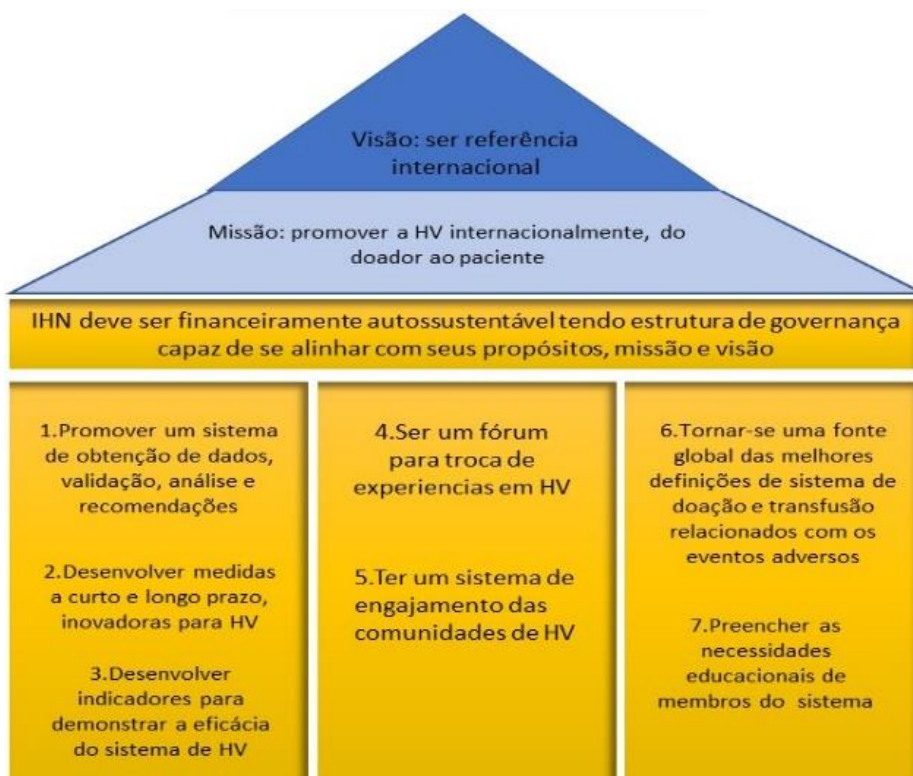 Visão: ser referência
internacional
Missão: promover a HV internacionalmente, do
doador ao paciente
IHN deve ser financeiramente autossustentável tendo estrutura de governança
capaz de se alinhar com seus propósitos, missão e visão
1.Promover um sistema
de obtenção de dados,
validação, análise e
recomendações
2.Desenvolver medidas
a curto e longo prazo,
inovadoras para HV
3.Desenvolver
indicadores para
demonstrar a eficácia
do sistema de HV
4.Ser um fórum
para troca de
experiencias em HV
5.Ter um sistema de
engajamento das
comunidades de HV
6.Tornar-se uma fonte
global das melhores
definições de sistema de
doação e transfusão
relacionados com os
eventos adversos
7.Preencher as
necessidades
educacionais de
membros do sistema